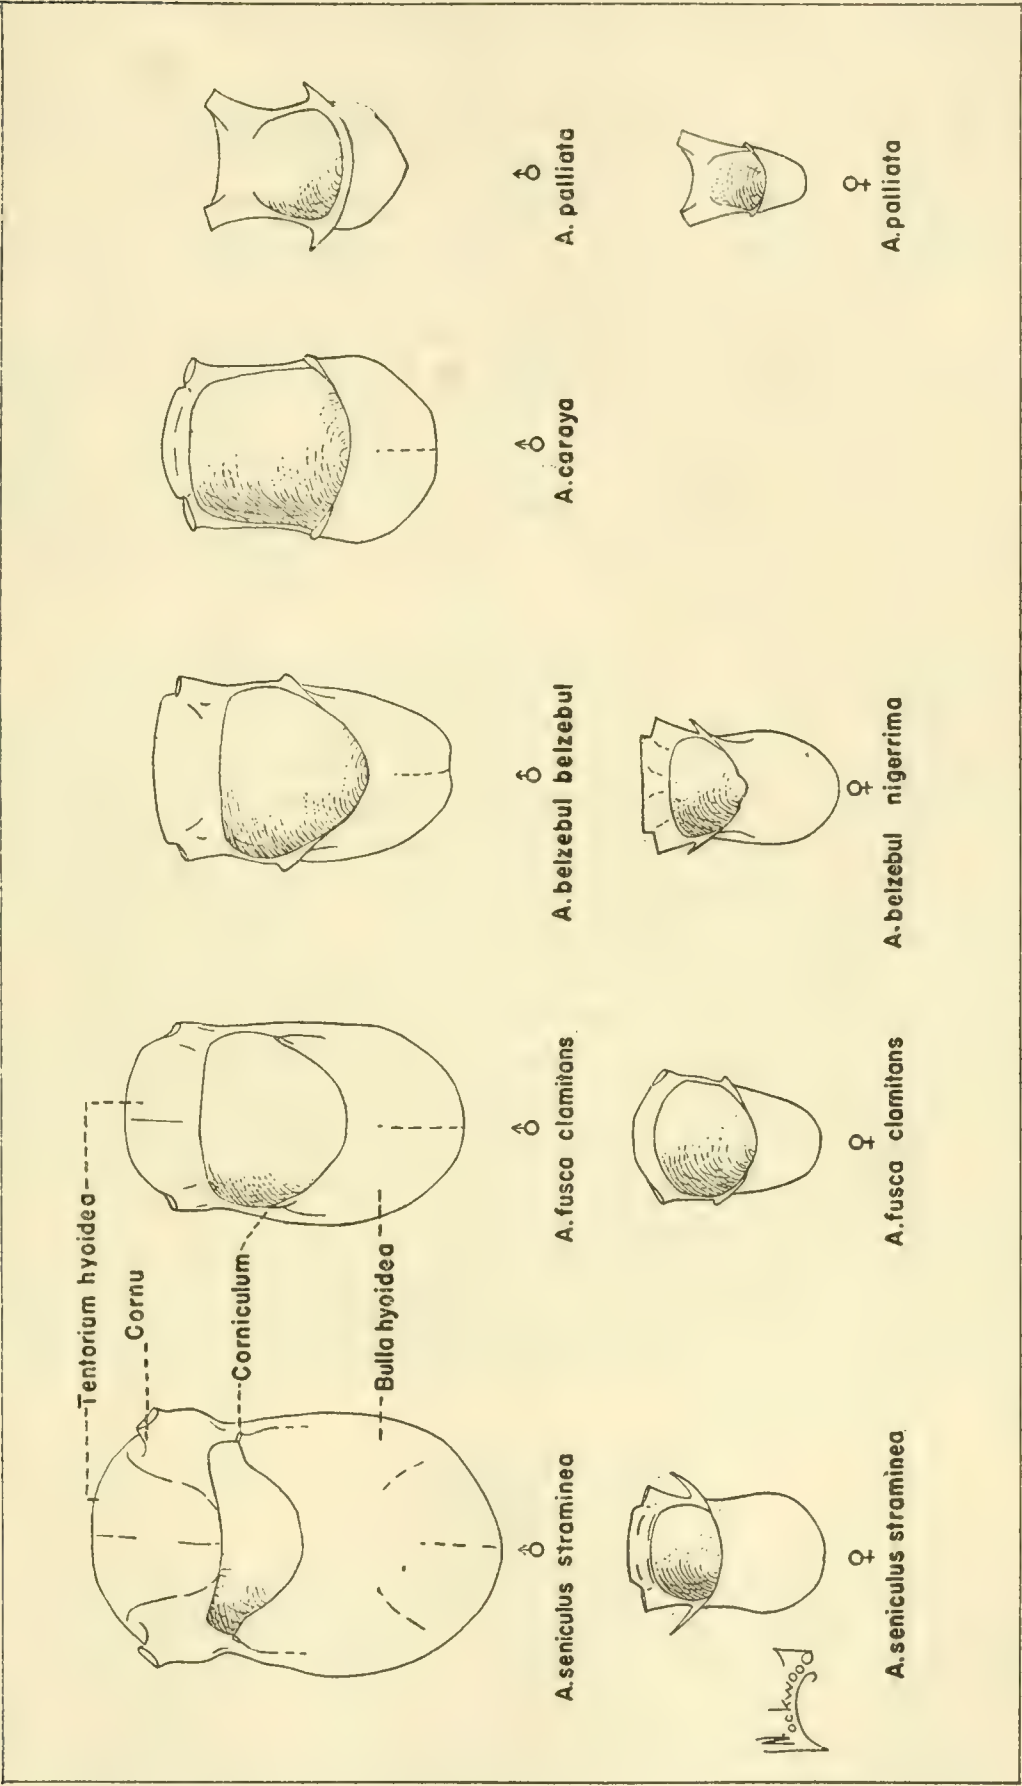 Tentorium hyoidea
Cornu
Corniculum
Bulla hyoidea
A. seniculus straminea
♂
A. fusca clamitans
♂
A. belzebul belzebul
♂
A. caraya
♂
A. palliata
♂
A. seniculus straminea
♀
A. fusca clamitans
♀
A. belzebul nigerrima
♀
A. palliata
♀
Mockwood